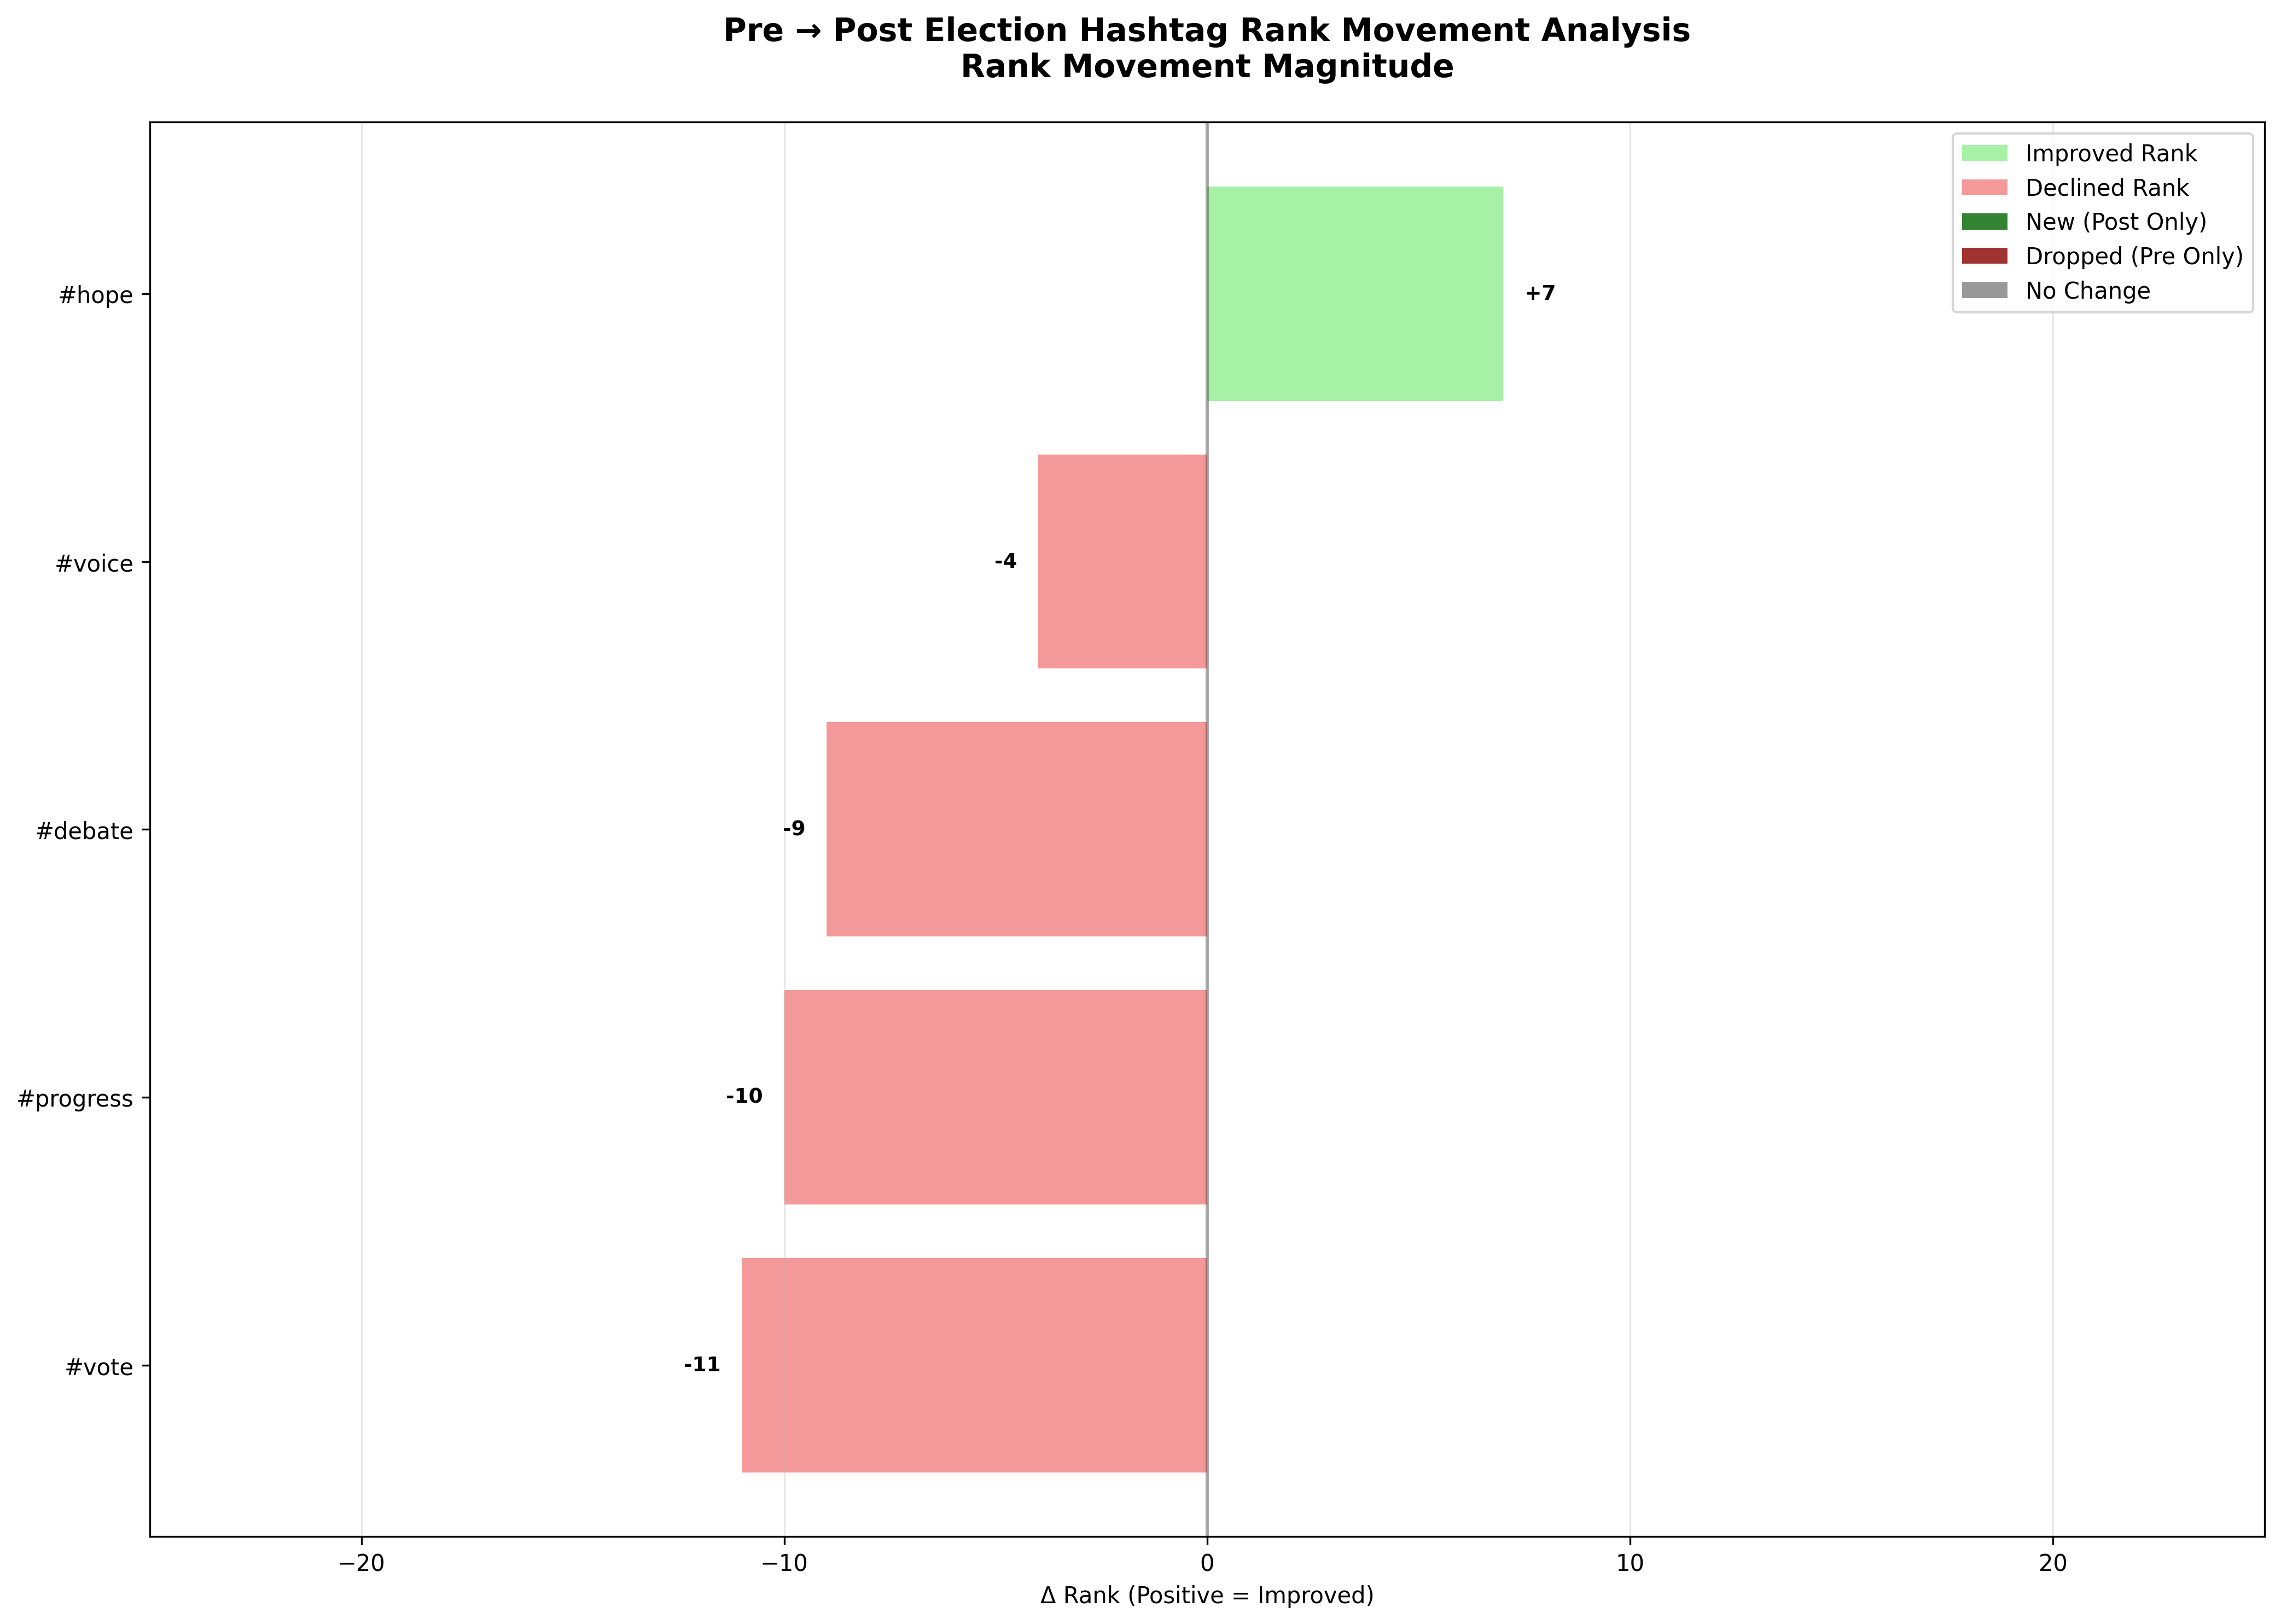 Pre → Post Election Hashtag Rank Movement Analysis
Rank Movement Magnitude
Improved Rank
Declined Rank
New (Post Only)
Dropped (Pre Only)
No Change
#hope
+7
#voice
-4
#debate
-9
#progress
-10
#vote
-11
−20
−10
0
10
20
Δ Rank (Positive = Improved)